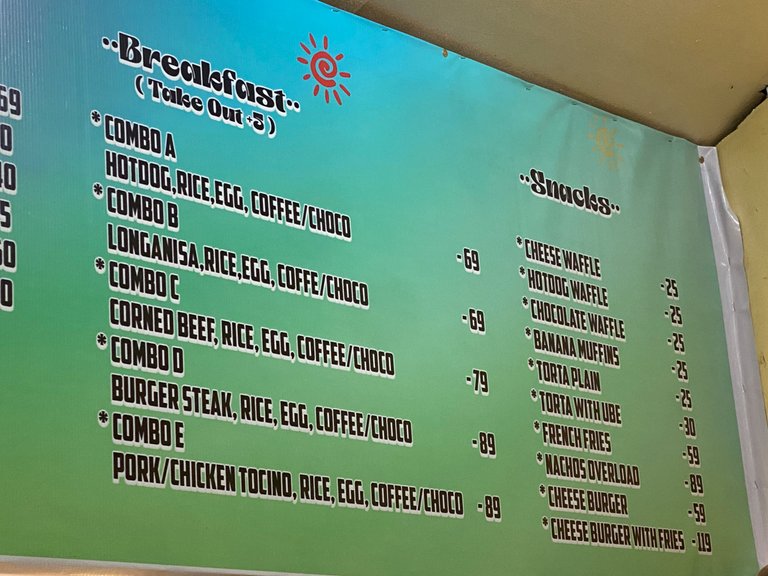 Breakfast
(Take Out +5)
* COMBO A
HOTDOG,RICE,EGG, COFFEE/CHOCO -69
* COMBO B
LONGANISA,RICE,EGG, COFFE/CHOCO -69
* COMBO C
CORNED BEEF, RICE, EGG, COFFEE/CHOCO -79
* COMBO D
BURGER STEAK, RICE, EGG, COFFEE/CHOCO -89
* COMBO E
PORK/CHICKEN TOCINO, RICE, EGG, COFFEE/CHOCO -89
Snacks
* CHEESE WAFFLE -25
* HOTDOG WAFFLE -25
* CHOCOLATE WAFFLE -25
* BANANA MUFFINS -25
* TORTA PLAIN -25
* TORTA WITH UBE -30
* FRENCH FRIES -59
* NACHOS OVERLOAD -89
* CHEESE BURGER -59
* CHEESE BURGER WITH FRIES -119